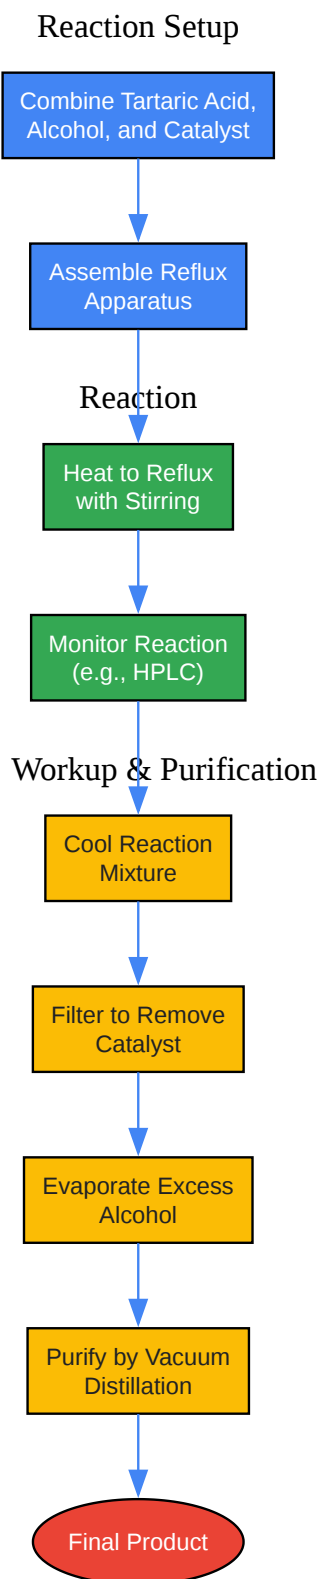 Reaction Setup
Combine Tartaric Acid,
Alcohol, and Catalyst
Assemble Reflux
Apparatus
Reaction
Heat to Reflux
with Stirring
Monitor Reaction
(e.g., HPLC)
Workup & Purification
Cool Reaction
Mixture
Filter to Remove
Catalyst
Evaporate Excess
Alcohol
Purify by Vacuum
Distillation
Final Product